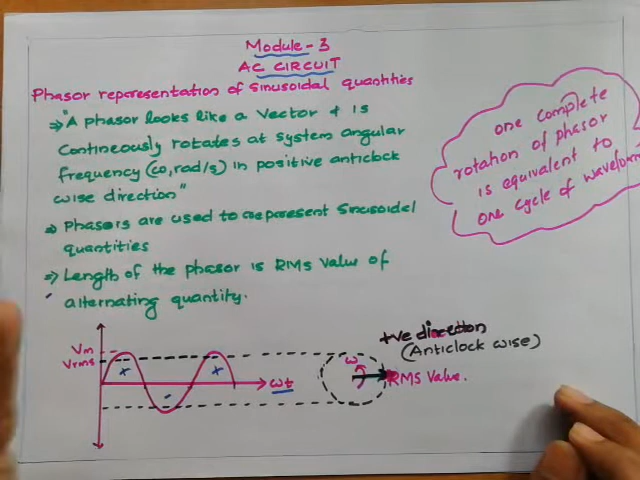 Module-3
AC CIRCUIT
Phasor reperesentation of Sinusoidal quantities
⇒ "A phasor looks like a Vector & is
Contineously rotates at system angular
frequency (ω, rad/s) in positive anticlock
wise direction"
⇒ Phasors are used to represent Sinusoidal
quantities
⇒ Length of the phasor is RMS value of
alternating quantity.
one complete
rotation of phasor
is equivalent to
one cycle of waveform
Vm
Vrms
+
-
+
ωt
+ve direction
(Anticlock wise)
ω
RMS Value.